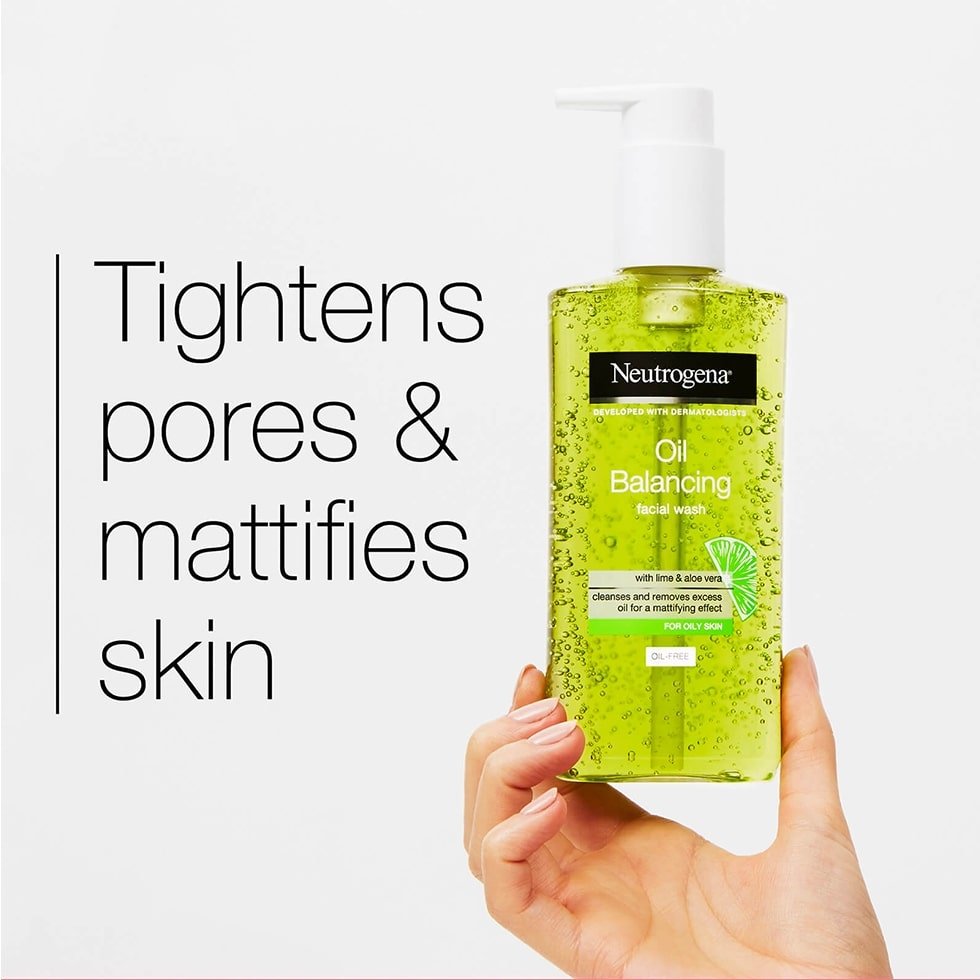 Tightens
pores &
mattifies
skin
Neutrogena®
DEVELOPED WITH DERMATOLOGISTS
Oil
Balancing
facial wash
with lime & aloe vera
cleanses and removes excess
oil for a mattifying effect
FOR OILY SKIN
OIL-FREE